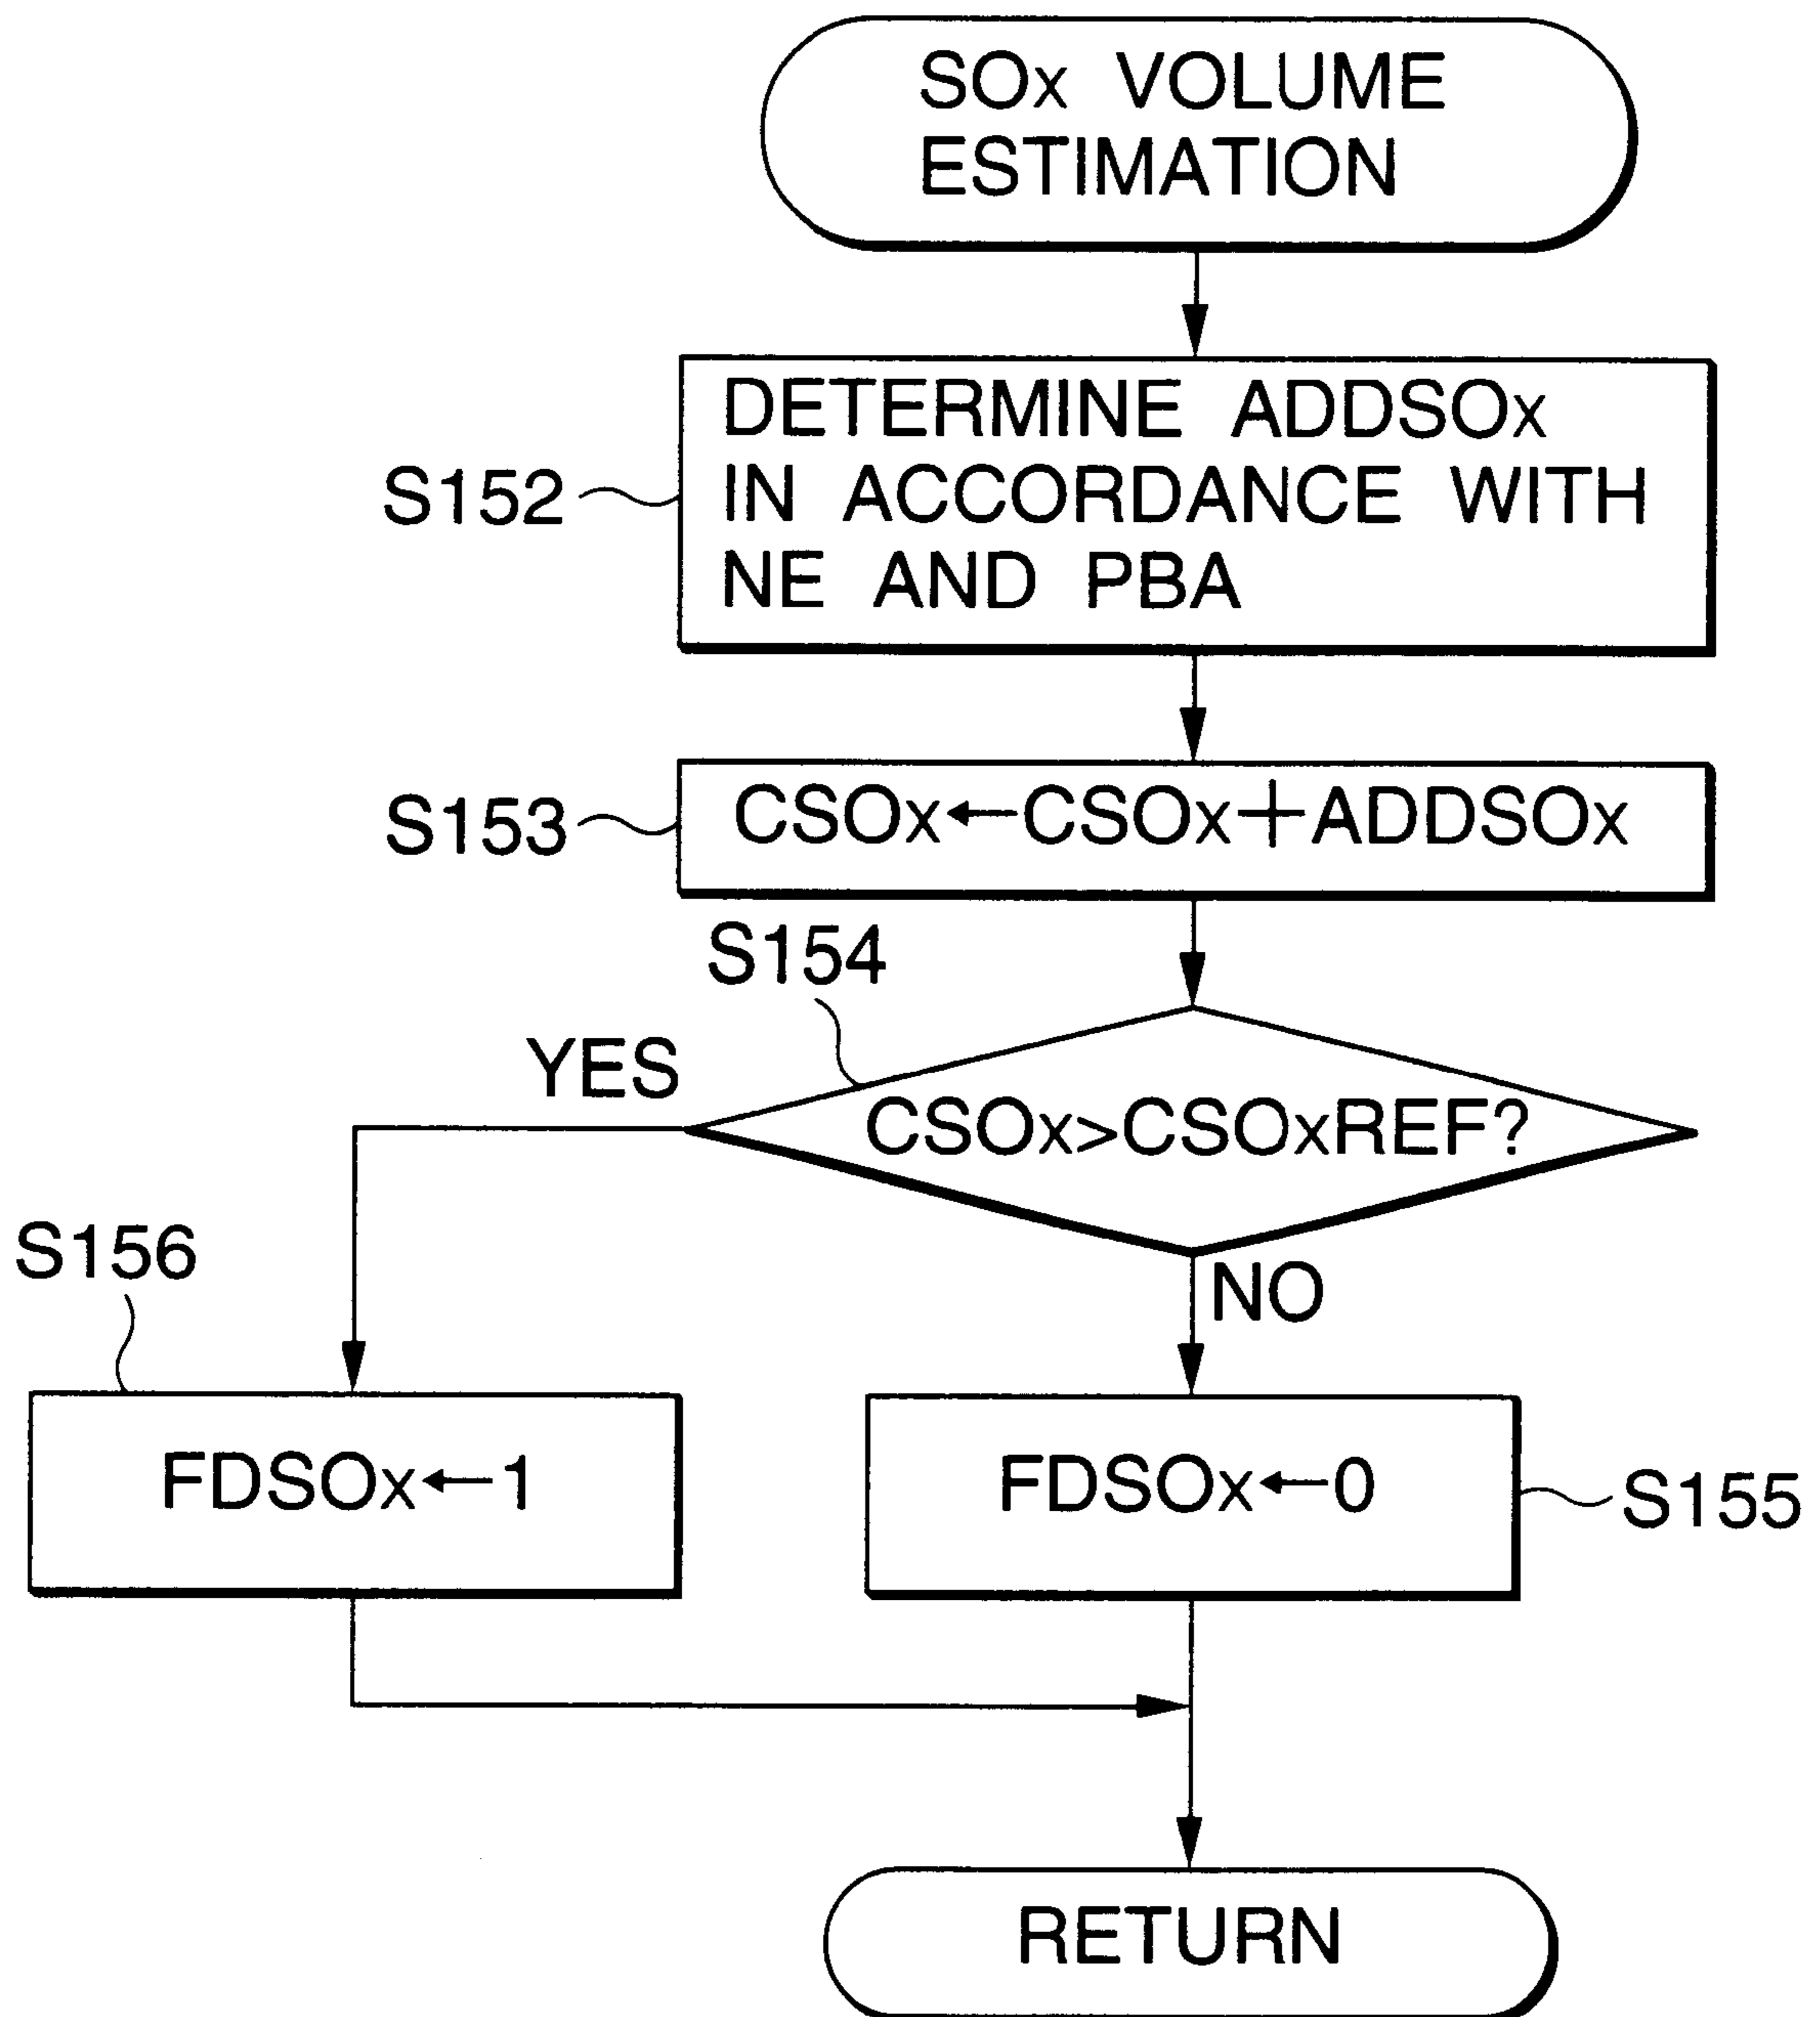 SOx VOLUME
ESTIMATION
DETERMINE ADDSOx
IN ACCORDANCE WITH
NE AND PBA
S152
CSOx←CSOx+ADDSOx
S153
S154
YES
CSOx>CSOxREF?
S156
NO
FDSOx←1
FDSOx←0
S155
RETURN